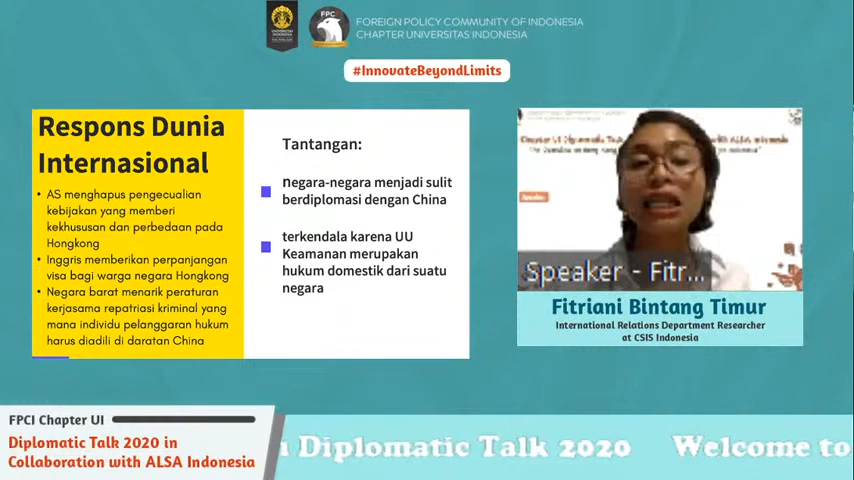 FPC
FOREIGN POLICY COMMUNITY OF INDONESIA
CHAPTER UNIVERSITAS INDONESIA
#InnovateBeyondLimits
Respons Dunia
Internasional
• AS menghapus pengecualian
kebijakan yang memberi
kekhususan dan perbedaan pada
Hongkong
• Inggris memberikan perpanjangan
visa bagi warga negara Hongkong
• Negara barat menarik peraturan
kerjasama repatriasi kriminal yang
mana individu pelanggaran hukum
harus diadili di daratan China
Tantangan:
negara-negara menjadi sulit
berdiplomasi dengan China
terkendala karena UU
Keamanan merupakan
hukum domestik dari suatu
negara
Speaker - Fitr...
Fitriani Bintang Timur
International Relations Department Researcher
at CSIS Indonesia
FPCI Chapter UI
Diplomatic Talk 2020 in
Collaboration with ALSA Indonesia
Diplomatic Talk 2020 Welcome to